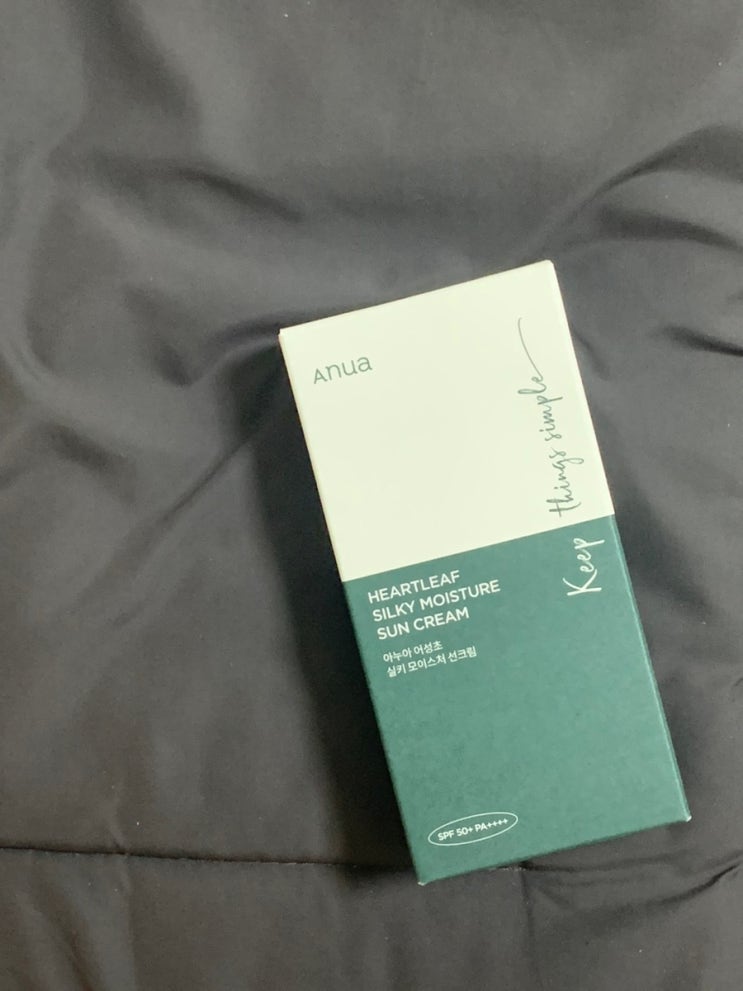 Anua
Keep things simple
HEARTLEAF
SILKY MOISTURE
SUN CREAM
아누아 어성초
실키 모이스처 선크림
SPF 50+ PA++++